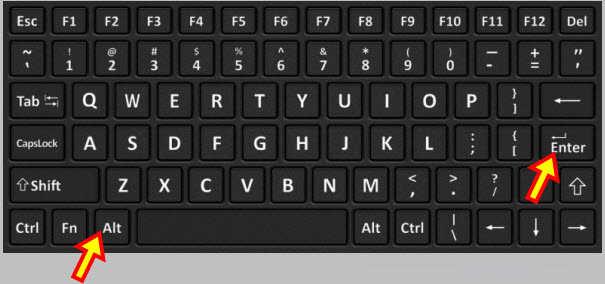 Esc F1 F2 F3 F4 F5 F6 F7 F8 F9 F10 F11 F12 Del
~ ! @ # $ % ^ & * ( ) — + ”
‘ 1 2 3 4 5 6 7 8 9 0 - = ’
Tab Q W E R T Y U I O P } ←
]
CapsLock A S D F G H J K L : { Enter
; [
⇧ Shift Z X C V B N M < > ? ⇧
, . /
Ctrl Fn Alt Alt Ctrl | ← ↓ →
\